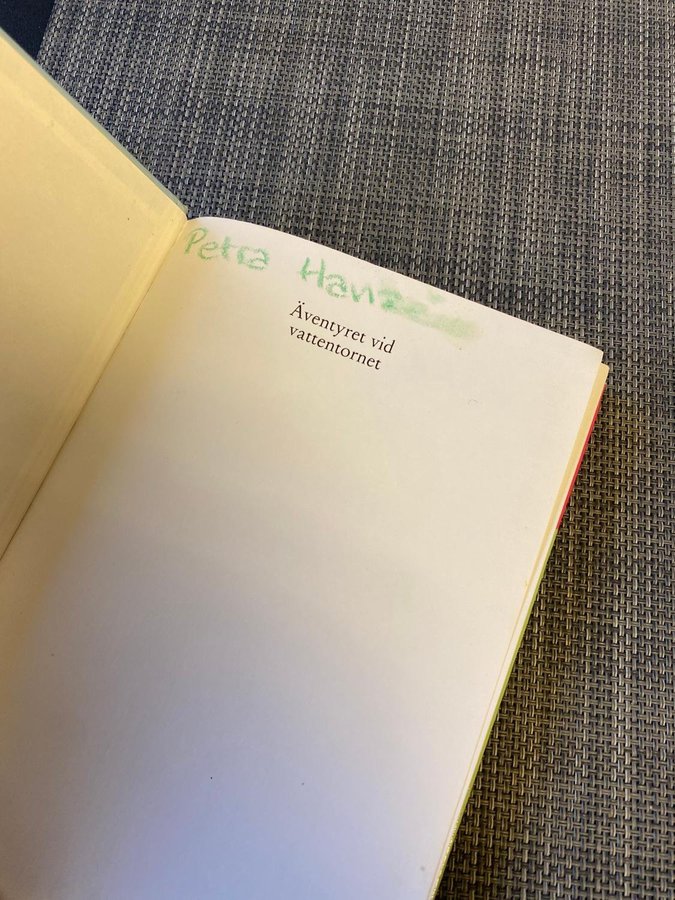 Petra
Äventyret vid
vattentornet